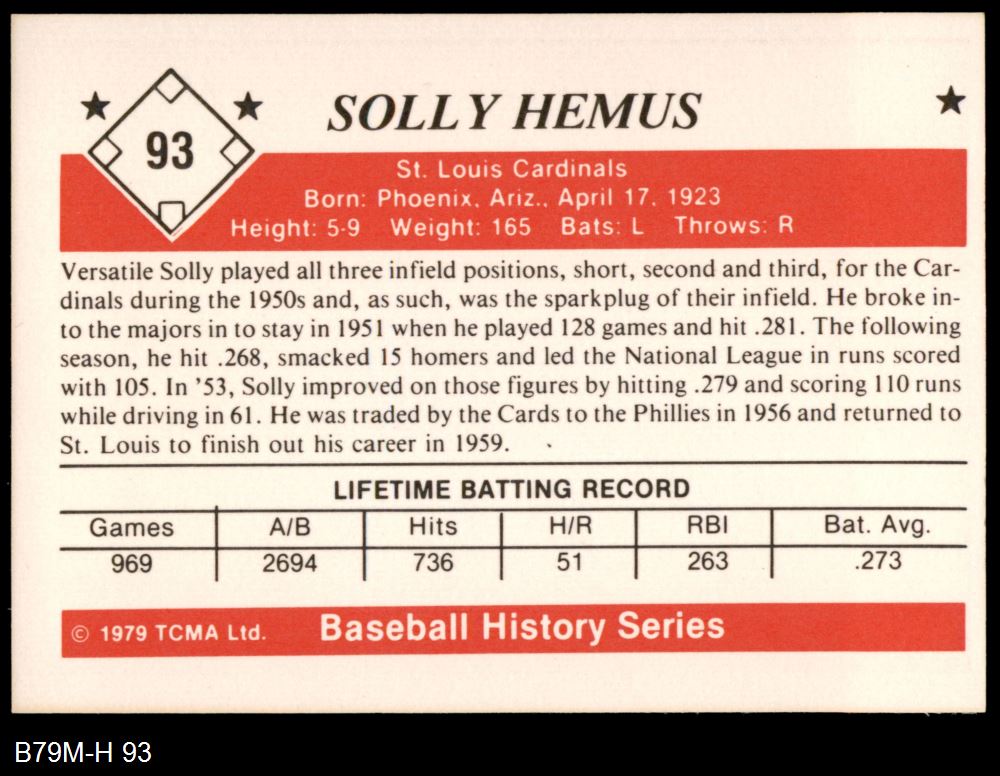 93
SOLLY HEMUS
St. Louis Cardinals
Born: Phoenix, Ariz., April 17, 1923
Height: 5-9 Weight: 165 Bats: L Throws: R
Versatile Solly played all three infield positions, short, second and third, for the Car-
dinals during the 1950s and, as such, was the sparkplug of their infield. He broke in-
to the majors in to stay in 1951 when he played 128 games and hit .281. The following
season, he hit .268, smacked 15 homers and led the National League in runs scored
with 105. In '53, Solly improved on those figures by hitting .279 and scoring 110 runs
while driving in 61. He was traded by the Cards to the Phillies in 1956 and returned to
St. Louis to finish out his career in 1959.
LIFETIME BATTING RECORD
Games A/B Hits H/R RBI Bat. Avg.
969 2694 736 51 263 .273
© 1979 TCMA Ltd. Baseball History Series
B79M-H 93